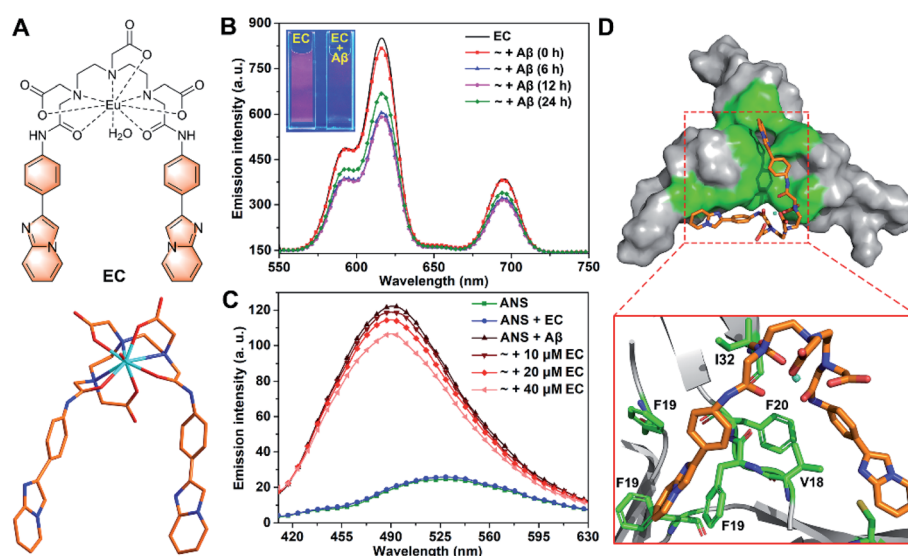 A
O
O
O
O
O
O
N
N
N
Eu
NH
O
H₂O
O
HN
N
N
N
N
EC
B
Emission intensity (a. u.)
900
750
600
450
300
150
EC
EC
+
Aβ
EC
~ + Aβ (0 h)
~ + Aβ (6 h)
~ + Aβ (12 h)
~ + Aβ (24 h)
550
600
650
700
750
Wavelength (nm)
C
Emission intensity (a. u.)
120
100
80
60
40
20
0
ANS
ANS + EC
ANS + Aβ
~ + 10 μM EC
~ + 20 μM EC
~ + 40 μM EC
420
455
490
525
560
595
630
Wavelength (nm)
D
I32
F19
F20
F19
V18
F19